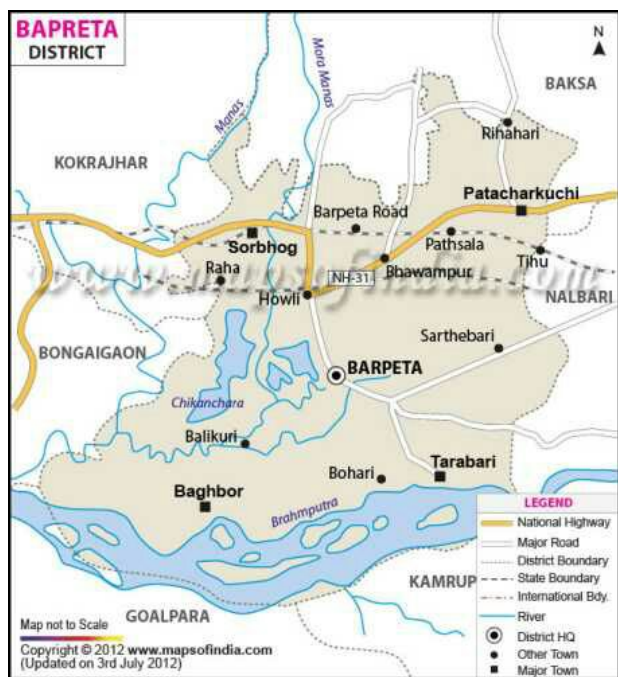 BAPRETA
DISTRICT
N
Mora Manas
Manas
BAKSA
KOKRAJHAR
Rihahari
Patacharkuchi
Barpeta Road
Sorbhog
Pathsala
Raha
Bhawampur
Tihu
www.mapsofindia.com
NH-31
Howli
NALBARI
BONGAIGAON
Sarthebari
BARPETA
Chikanchara
Balikuri
Bohari
Tarabari
Baghbor
Brahmputra
LEGEND
National Highway
Major Road
District Boundary
State Boundary
International Bdy.
River
District HQ
Other Town
Major Town
KAMRUP
GOALPARA
Map not to Scale
Copyright © 2012 www.mapsofindia.com
(Updated on 3rd July 2012)